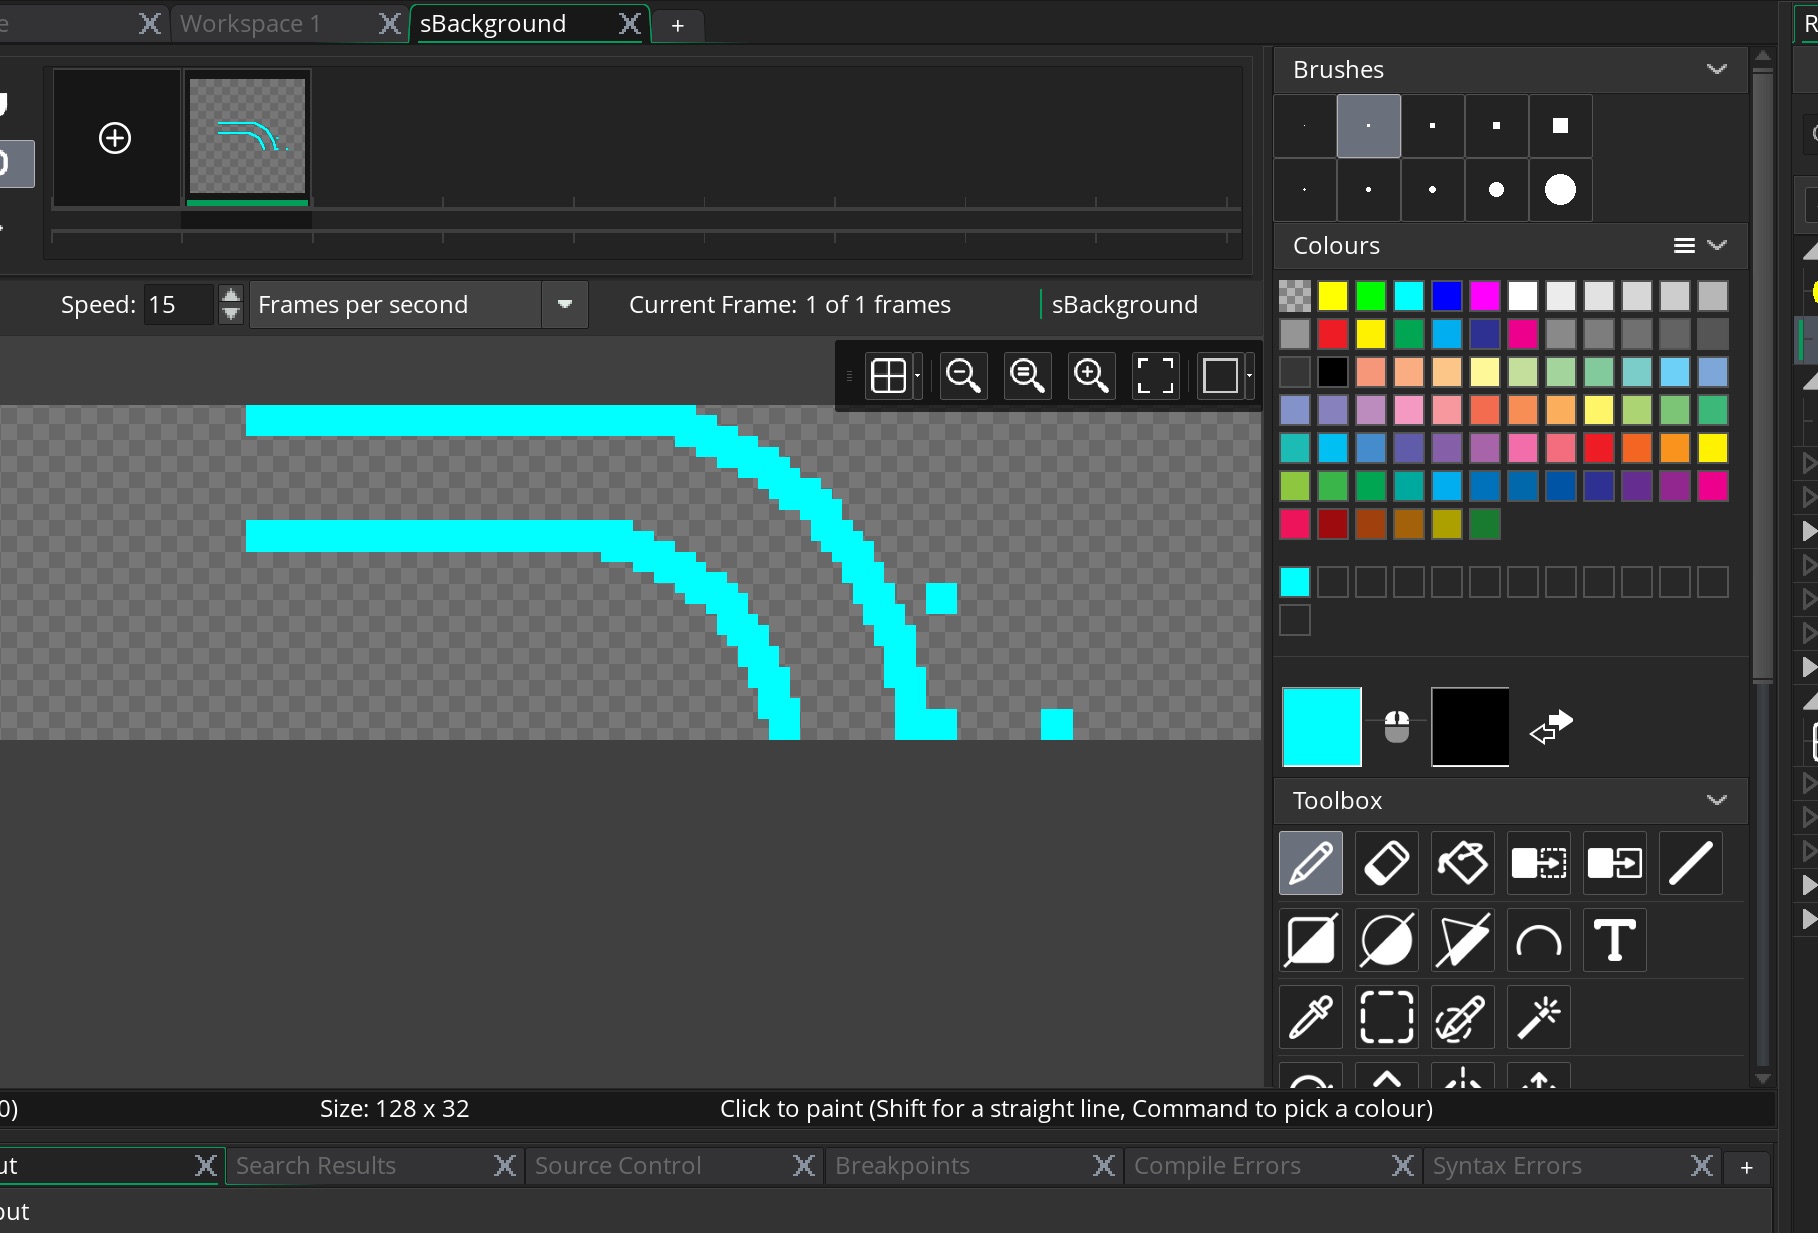 e
Workspace 1
sBackground
+
R
Brushes
Colours
Speed: 15 Frames per second
Current Frame: 1 of 1 frames
sBackground
Toolbox
T
0)
Size: 128 x 32
Click to paint (Shift for a straight line, Command to pick a colour)
ut
Search Results
Source Control
Breakpoints
Compile Errors
Syntax Errors
+
out